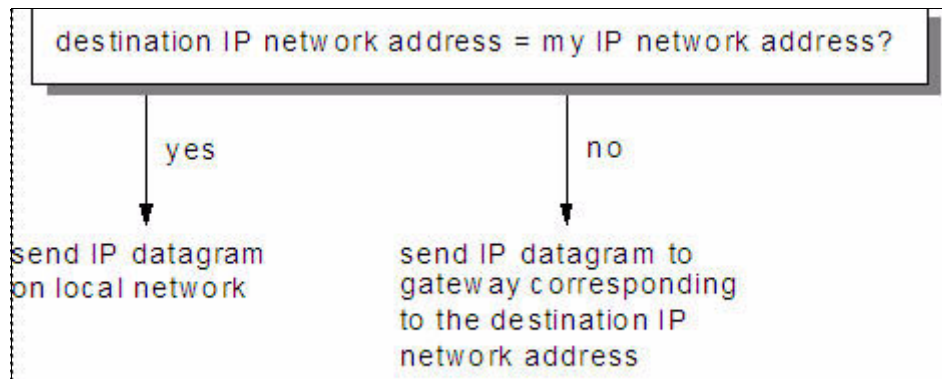 destination IP network address = my IP network address?
yes
no
send IP datagram
on local network
send IP datagram to
gateway corresponding
to the destination IP
network address